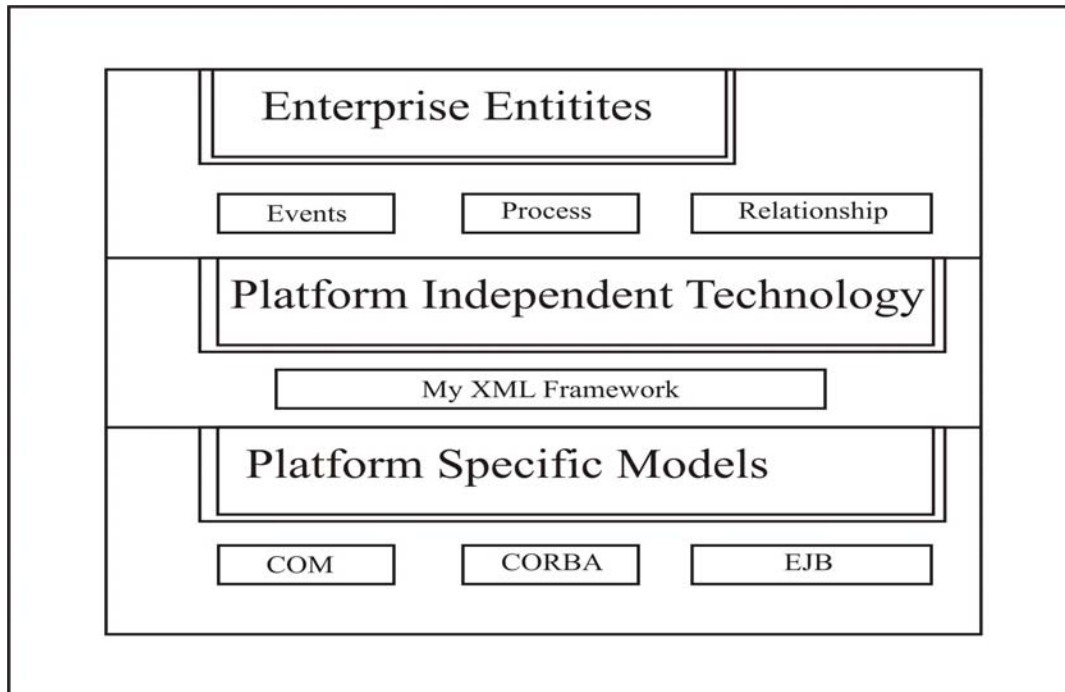 Enterprise Entitites
Events
Process
Relationship
Platform Independent Technology
My XML Framework
Platform Specific Models
COM
CORBA
EJB